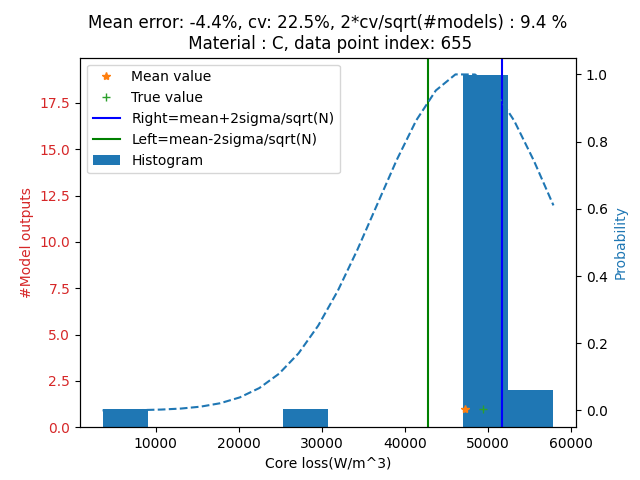 Mean error: -4.4%, cv: 22.5%, 2*cv/sqrt(#models) : 9.4 %
Material : C, data point index: 655
Mean value
True value
Right=mean+2sigma/sqrt(N)
Left=mean-2sigma/sqrt(N)
Histogram
#Model outputs
17.5
15.0
12.5
10.0
7.5
5.0
2.5
0.0
1.0
0.8
0.6
0.4
0.2
0.0
Probability
10000 20000 30000 40000 50000 60000
Core loss(W/m^3)